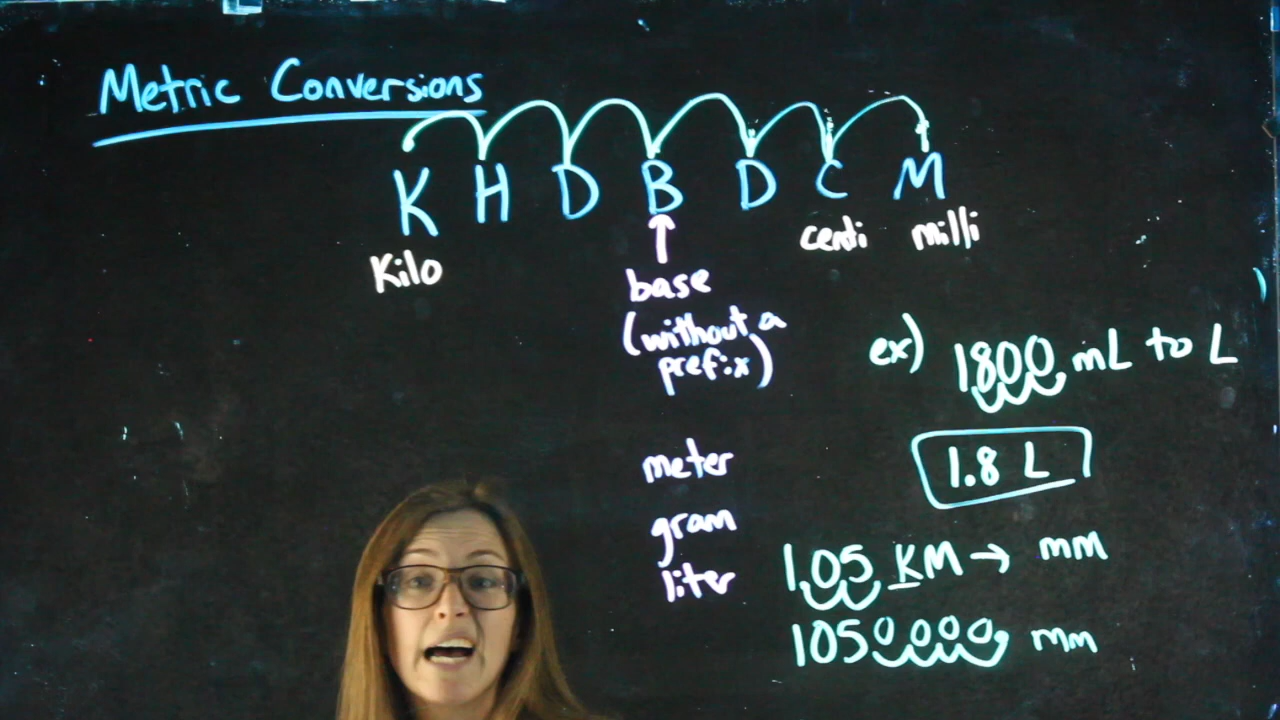 Metric Conversions
K H D B D C M
Kilo
centi milli
base
(without a
prefix)
ex) 1800 mL to L
1.8 L
meter
gram
liter
1.05 KM → mm
1050000 mm